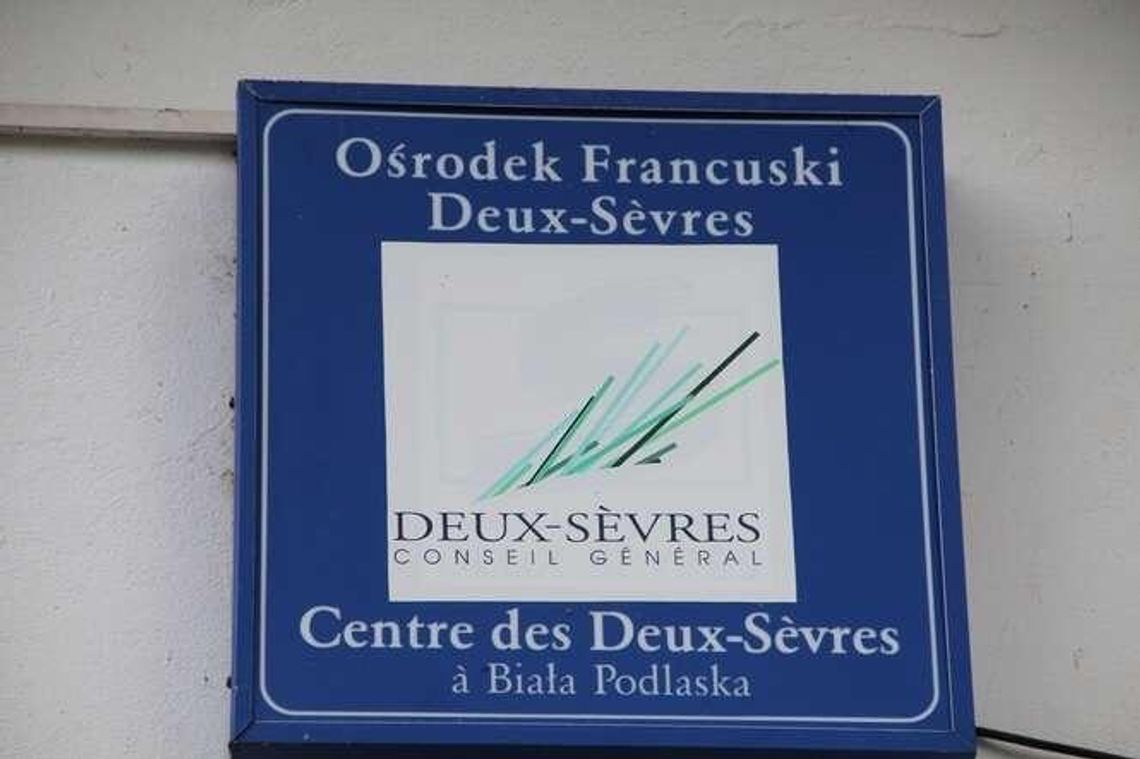 Ośrodek Francuski
Deux-Sèvres
DEUX-SÈVRES
CONSEIL GÉNÉRAL
Centre des Deux-Sèvres
à Biała Podlaska